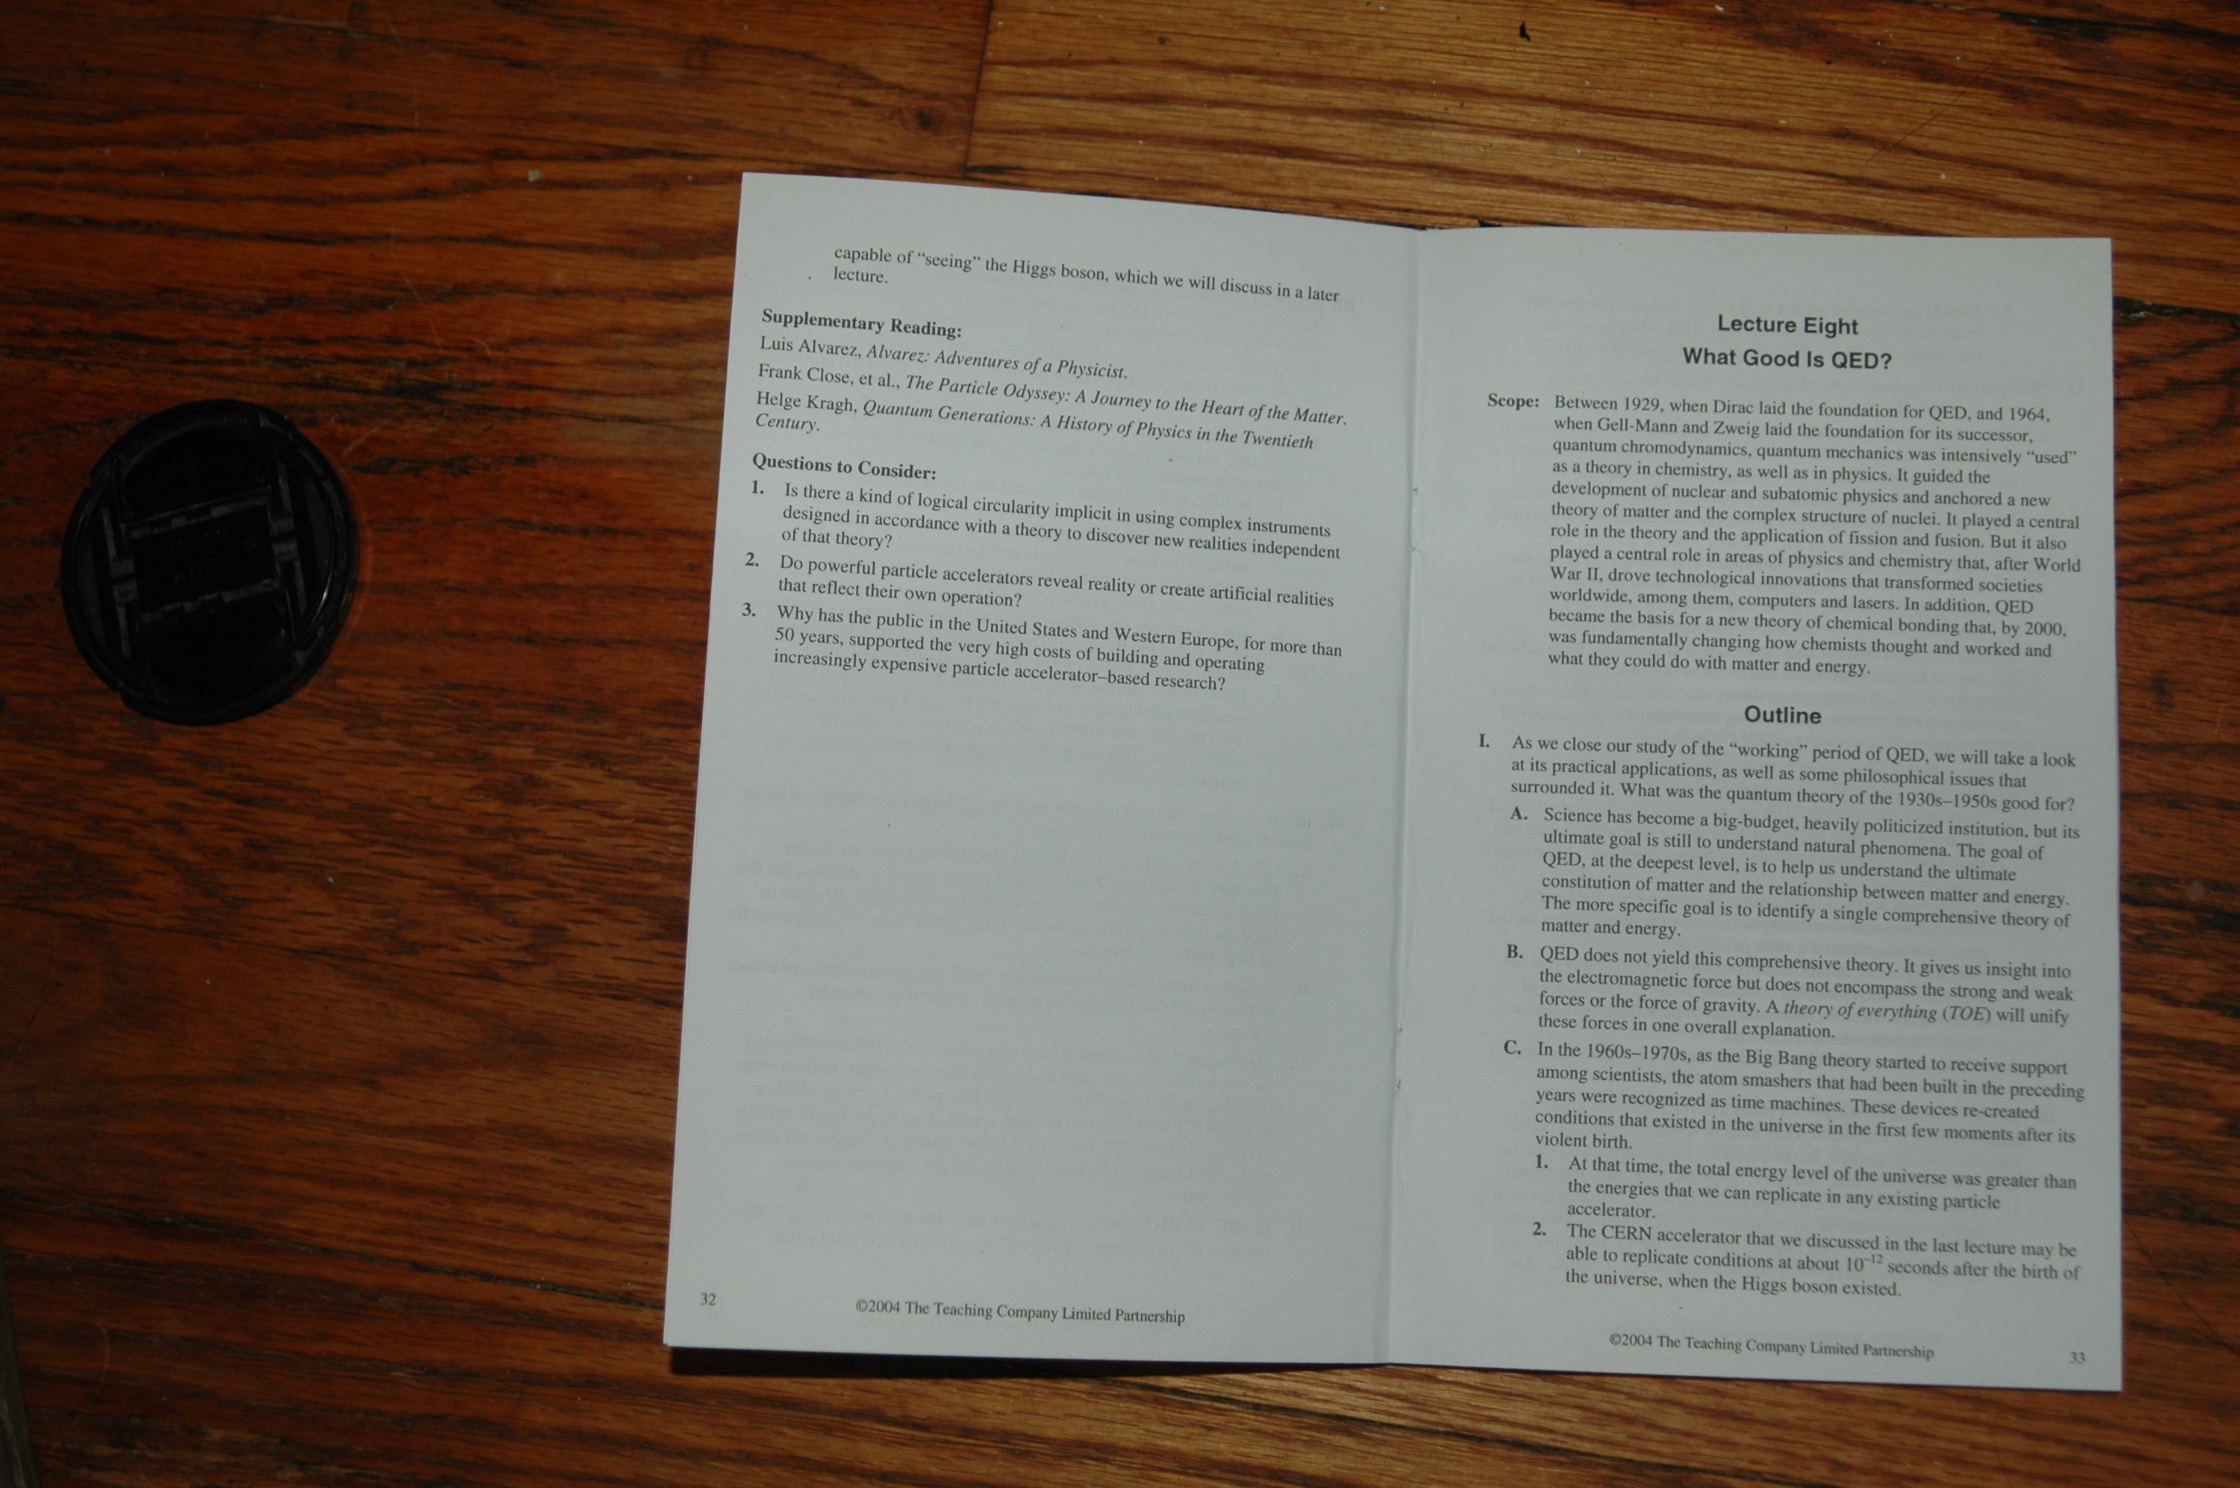 capable of “seeing” the Higgs boson, which we will discuss in a later
lecture.
Supplementary Reading:
Luis Alvarez, Alvarez: Adventures of a Physicist.
Frank Close, et al., The Particle Odyssey: A Journey to the Heart of the Matter.
Helge Kragh, Quantum Generations: A History of Physics in the Twentieth
Century.
Questions to Consider:
1. Is there a kind of logical circularity implicit in using complex instruments
designed in accordance with a theory to discover new realities independent
of that theory?
2. Do powerful particle accelerators reveal reality or create artificial realities
that reflect their own operation?
3. Why has the public in the United States and Western Europe, for more than
50 years, supported the very high costs of building and operating
increasingly expensive particle accelerator–based research?
32
©2004 The Teaching Company Limited Partnership
Lecture Eight
What Good Is QED?
Scope: Between 1929, when Dirac laid the foundation for QED, and 1964,
when Gell-Mann and Zweig laid the foundation for its successor,
quantum chromodynamics, quantum mechanics was intensively “used”
as a theory in chemistry, as well as in physics. It guided the
development of nuclear and subatomic physics and anchored a new
theory of matter and the complex structure of nuclei. It played a central
role in the theory and the application of fission and fusion. But it also
played a central role in areas of physics and chemistry that, after World
War II, drove technological innovations that transformed societies
worldwide, among them, computers and lasers. In addition, QED
became the basis for a new theory of chemical bonding that, by 2000,
was fundamentally changing how chemists thought and worked and
what they could do with matter and energy.
Outline
I. As we close our study of the “working” period of QED, we will take a look
at its practical applications, as well as some philosophical issues that
surrounded it. What was the quantum theory of the 1930s–1950s good for?
A. Science has become a big-budget, heavily politicized institution, but its
ultimate goal is still to understand natural phenomena. The goal of
QED, at the deepest level, is to help us understand the ultimate
constitution of matter and the relationship between matter and energy.
The more specific goal is to identify a single comprehensive theory of
matter and energy.
B. QED does not yield this comprehensive theory. It gives us insight into
the electromagnetic force but does not encompass the strong and weak
forces or the force of gravity. A theory of everything (TOE) will unify
these forces in one overall explanation.
C. In the 1960s–1970s, as the Big Bang theory started to receive support
among scientists, the atom smashers that had been built in the preceding
years were recognized as time machines. These devices re-created
conditions that existed in the universe in the first few moments after its
violent birth.
1. At that time, the total energy level of the universe was greater than
the energies that we can replicate in any existing particle
accelerator.
2. The CERN accelerator that we discussed in the last lecture may be
able to replicate conditions at about 10⁻¹² seconds after the birth of
the universe, when the Higgs boson existed.
©2004 The Teaching Company Limited Partnership
33